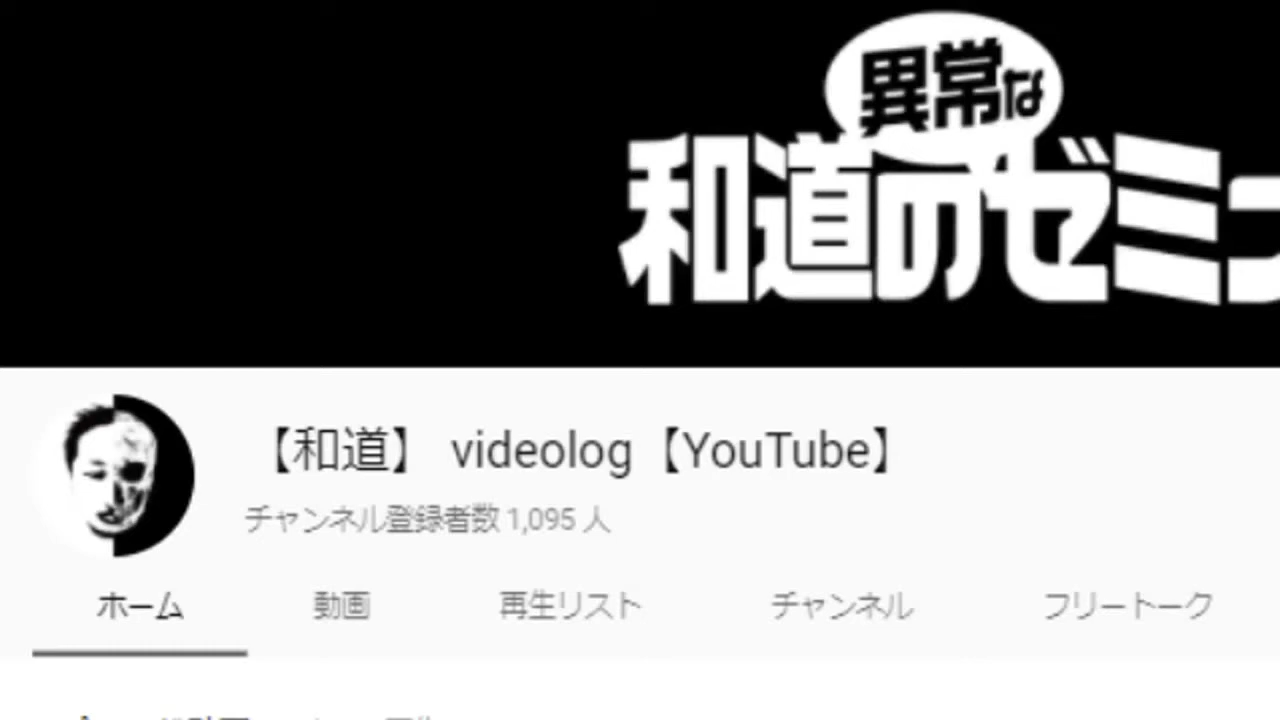 異常な
和道のゼミ
【和道】 videolog【YouTube】
チャンネル登録者数 1,095 人
ホーム 動画 再生リスト チャンネル フリートーク